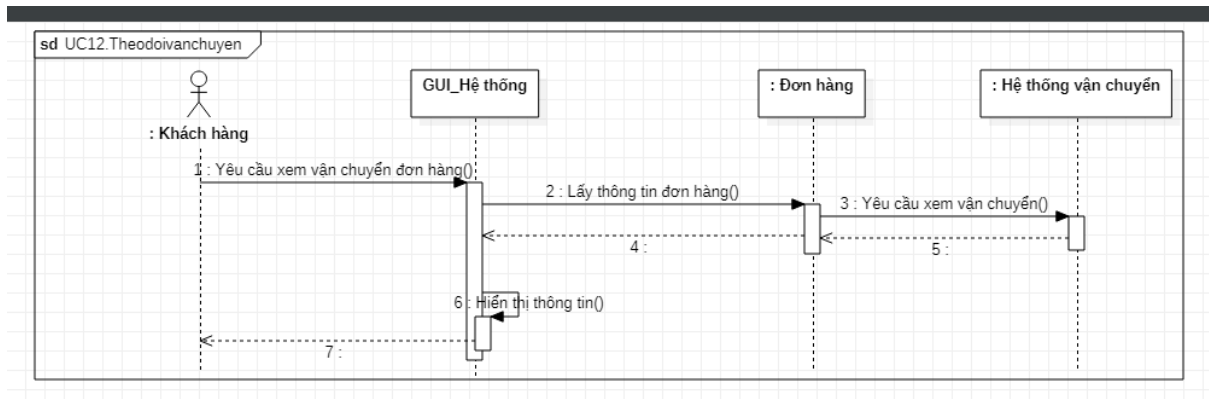 sd UC12.Theodoivanchuyen
GUI_Hệ thống
: Đơn hàng
: Hệ thống vận chuyển
: Khách hàng
1 : Yêu cầu xem vận chuyển đơn hàng()
2 : Lấy thông tin đơn hàng()
3 : Yêu cầu xem vận chuyển()
4 :
5 :
6 : Hiển thị thông tin()
7 :